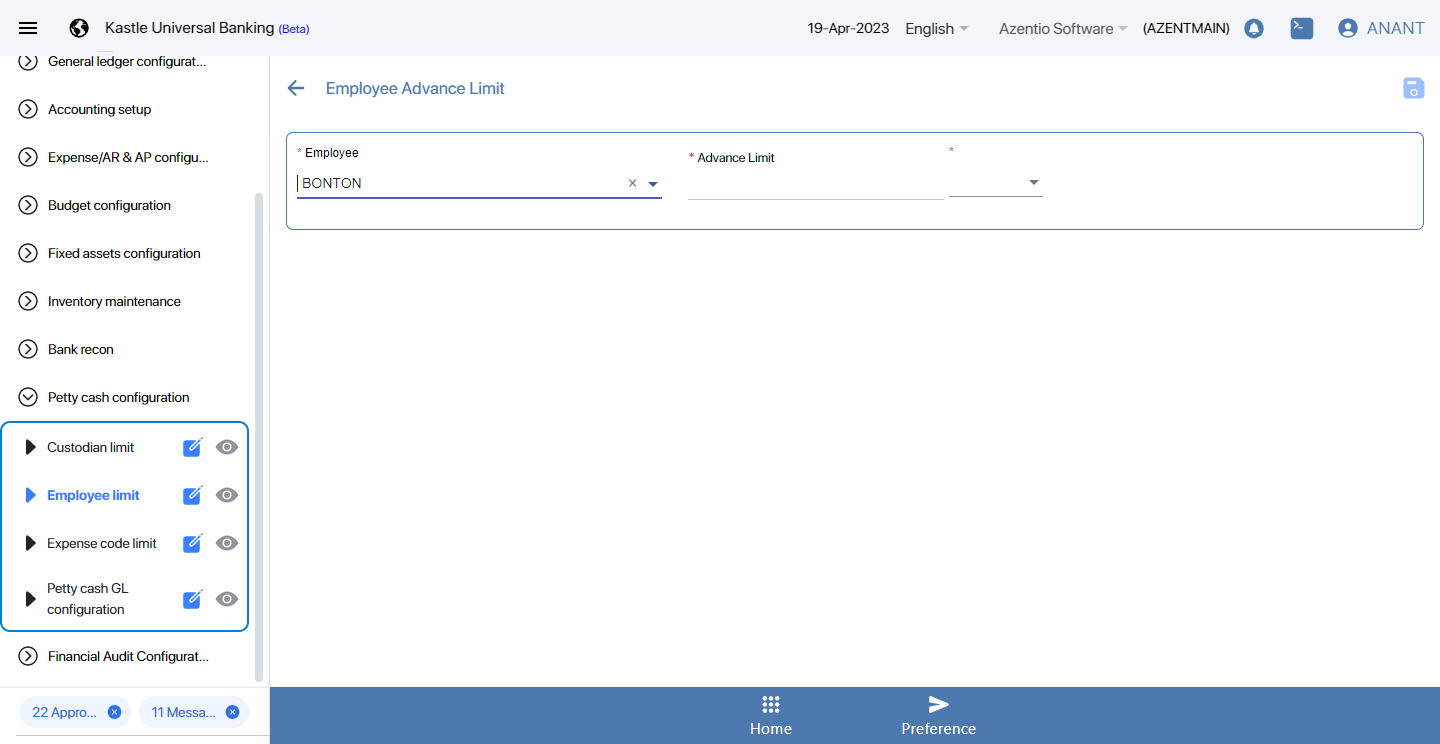 Kastle Universal Banking (Beta)
19-Apr-2023 English Azentio Software (AZENTMAIN) ANANT
General ledger configurat...
Accounting setup
Expense/AR & AP configu...
Budget configuration
Fixed assets configuration
Inventory maintenance
Bank recon
Petty cash configuration
Custodian limit
Employee limit
Expense code limit
Petty cash GL
configuration
Financial Audit Configurat...
22 Appro... 11 Messa...
Employee Advance Limit
* Employee
BONTON
* Advance Limit
*
Home
Preference